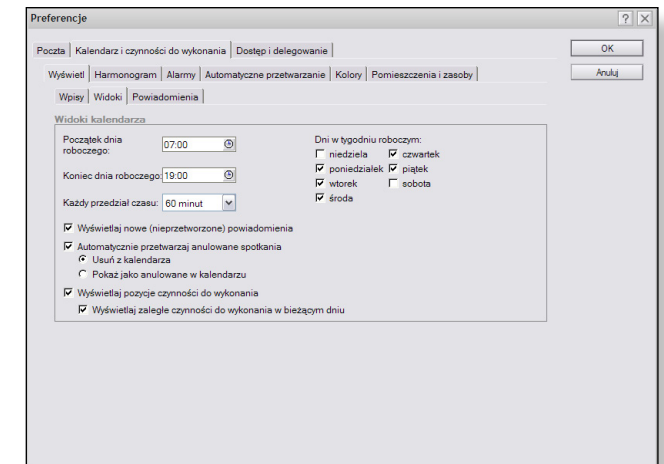 Preferencje
OK
Anuluj
Poczta Kalendarz i czynności do wykonania Dostęp i delegowanie
Wyświetl Harmonogram Alarmy Automatyczne przetwarzanie Kolory Pomieszczenia i zasoby
Wpisy Widoki Powiadomienia
Widoki kalendarza
Początek dnia
roboczego:
07:00
Koniec dnia roboczego:
19:00
Każdy przedział czasu:
60 minut
Dni w tygodniu roboczym:
niedziela czwartek
poniedziałek piątek
wtorek sobota
środa
Wyświetlaj nowe (nieprzetworzone) powiadomienia
Automatycznie przetwarzaj anulowane spotkania
Usuń z kalendarza
Pokaż jako anulowane w kalendarzu
Wyświetlaj pozycje czynności do wykonania
Wyświetlaj zaległe czynności do wykonania w bieżącym dniu